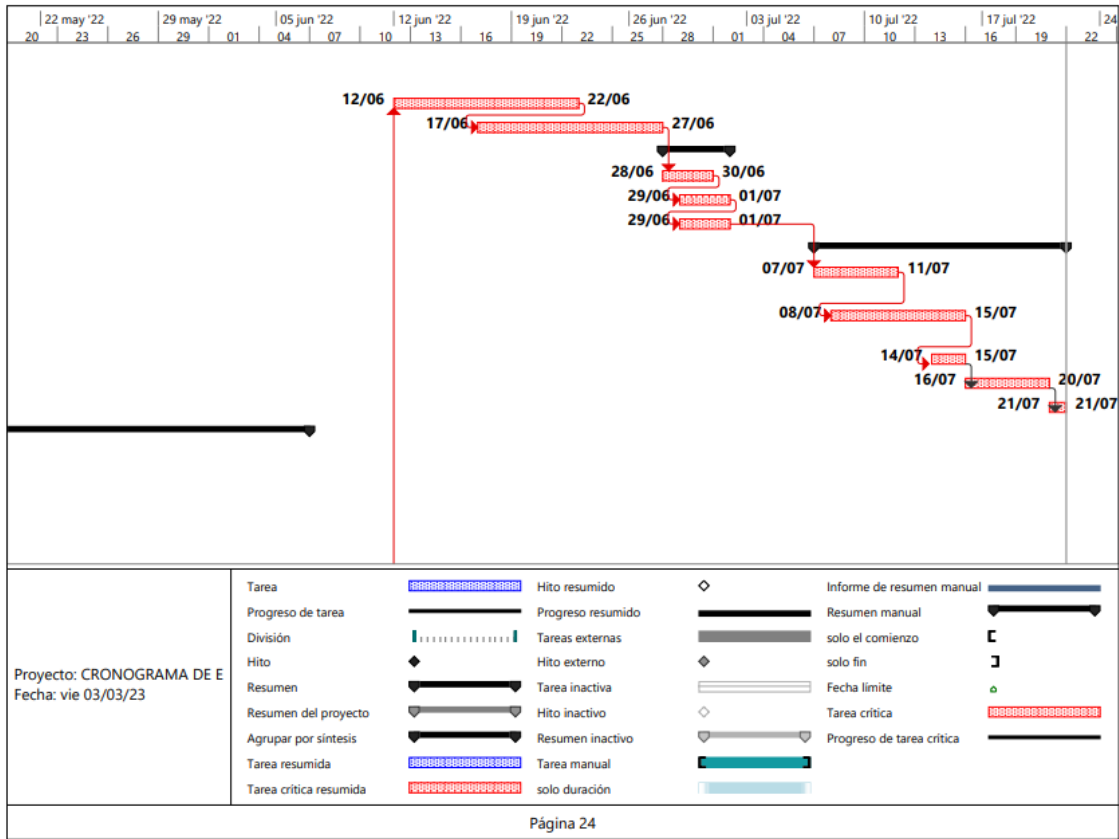 22 may '22 29 may '22 05 jun '22 12 jun '22 19 jun '22 26 jun '22 03 jul '22 10 jul '22 17 jul '22 24
20 23 26 29 01 04 07 10 13 16 19 22 25 28 01 04 07 10 13 16 19 22
12/06 22/06
17/06 27/06
28/06 30/06
29/06 01/07
29/06 01/07
07/07 11/07
08/07 15/07
14/07 15/07
16/07 20/07
21/07 21/07
Proyecto: CRONOGRAMA DE E
Fecha: vie 03/03/23
Tarea
Progreso de tarea
División
Hito
Resumen
Resumen del proyecto
Agrupar por síntesis
Tarea resumida
Tarea crítica resumida
Hito resumido
Progreso resumido
Tareas externas
Hito externo
Tarea inactiva
Hito inactivo
Resumen inactivo
Tarea manual
solo duración
Informe de resumen manual
Resumen manual
solo el comienzo
solo fin
Fecha límite
Tarea crítica
Progreso de tarea crítica
Página 24